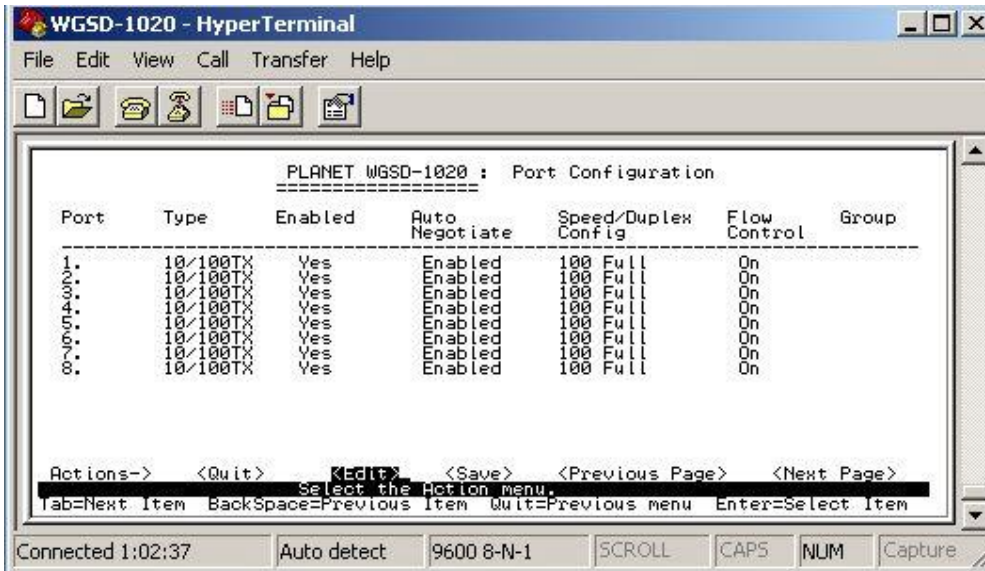 WGSD-1020 - HyperTerminal
File Edit View Call Transfer Help
PLANET WGSD-1020 : Port Configuration
===================
Port Type Enabled Auto Negotiate Speed/Duplex Config Flow Control Group
1. 10/100TX Yes Enabled 100 Full On
2. 10/100TX Yes Enabled 100 Full On
3. 10/100TX Yes Enabled 100 Full On
4. 10/100TX Yes Enabled 100 Full On
5. 10/100TX Yes Enabled 100 Full On
6. 10/100TX Yes Enabled 100 Full On
7. 10/100TX Yes Enabled 100 Full On
8. 10/100TX Yes Enabled 100 Full On
Actions-> <Quit> <Edit> <Save> <Previous Page> <Next Page>
Select the Action menu.
Tab=Next Item BackSpace=Previous Item Quit=Previous menu Enter=Select Item
Connected 1:02:37 Auto detect 9600 8-N-1 SCROLL CAPS NUM Capture